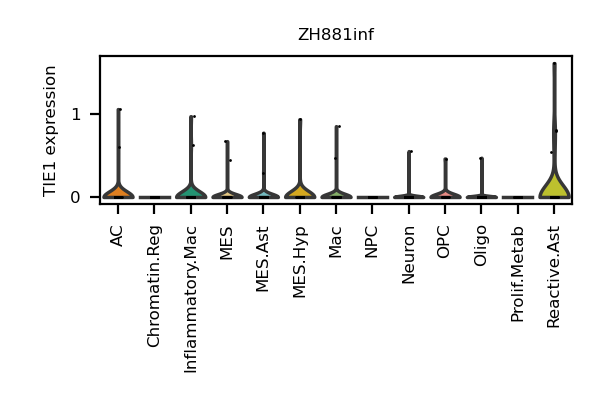 ZH881inf
TIE1 expression
1
0
AC
Chromatin.Reg
Inflammatory.Mac
MES
MES.Ast
MES.Hyp
Mac
NPC
Neuron
OPC
Oligo
Prolif.Metab
Reactive.Ast